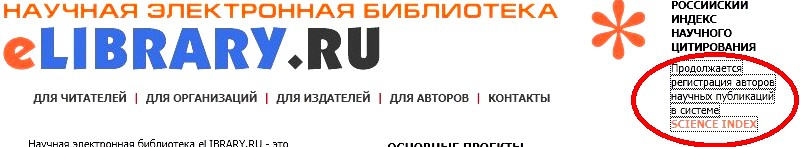 НАУЧНАЯ ЭЛЕКТРОННАЯ БИБЛИОТЕКА
eLIBRARY.RU
ДЛЯ ЧИТАТЕЛЕЙ | ДЛЯ ОРГАНИЗАЦИЙ | ДЛЯ ИЗДАТЕЛЕЙ | ДЛЯ АВТОРОВ | КОНТАКТЫ
РОССИЙСКИЙ
ИНДЕКС
НАУЧНОГО
ЦИТИРОВАНИЯ
Продолжается
регистрация авторов
научных публикаций
в системе
SCIENCE INDEX
Научная электронная библиотека eLIBRARY.RU - это
ОСНОВНЫЕ ПРОЕКТЫ